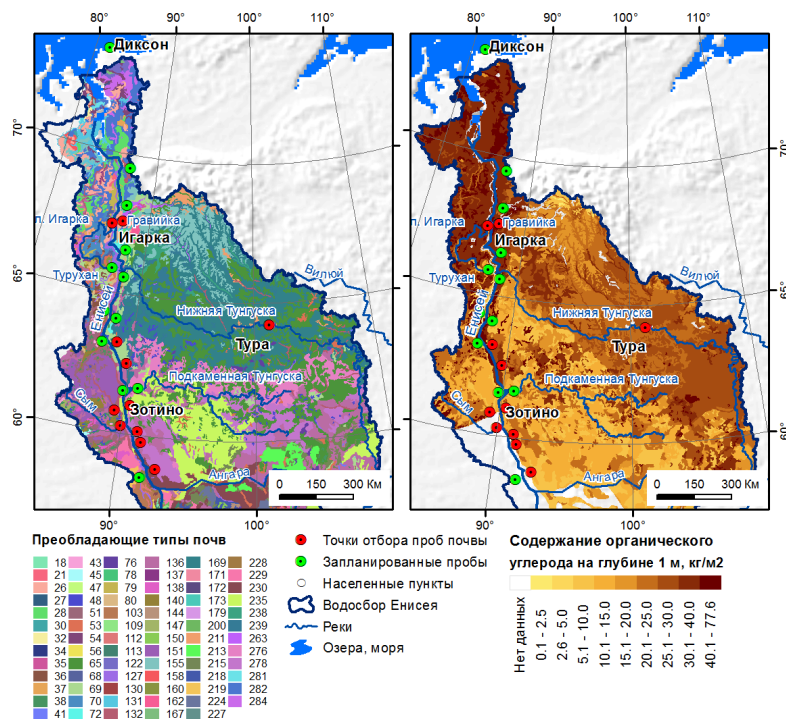 80° 90° 100° 110°
Диксон
70°
п. Игарка
Гравийка
Игарка
65°
Турухан
Вилюй
Енисей
Нижняя Тунгуска
Тура
Подкаменная Тунгуска
60°
Сым
Зотино
Ангара
0 150 300 Км
90° 100°
80° 90° 100° 110°
Диксон
70°
п. Игарка
Гравийка
Игарка
Турухан
Вилюй
65°
Енисей
Нижняя Тунгуска
Тура
Подкаменная Тунгуска
Сым
Зотино
60°
Ангара
0 150 300 Км
90° 100°
Преобладающие типы почв
18 43 76 136 169 228
21 45 78 137 171 229
26 47 79 138 172 230
27 48 80 140 173 235
28 51 103 144 179 238
30 53 109 147 200 239
32 54 112 150 211 263
34 56 113 151 213 276
35 65 122 155 215 278
36 68 127 158 218 281
37 69 130 160 219 282
38 70 131 162 224 284
41 72 132 167 227
Точки отбора проб почвы
Запланированные пробы
Населенные пункты
Водосбор Енисея
Реки
Озера, моря
Содержание органического
углерода на глубине 1 м, кг/м2
Нет данных
0.1 - 2.5
2.6 - 5.0
5.1 - 10.0
10.1 - 15.0
15.1 - 20.0
20.1 - 25.0
25.1 - 30.0
30.1 - 40.0
40.1 - 77.6